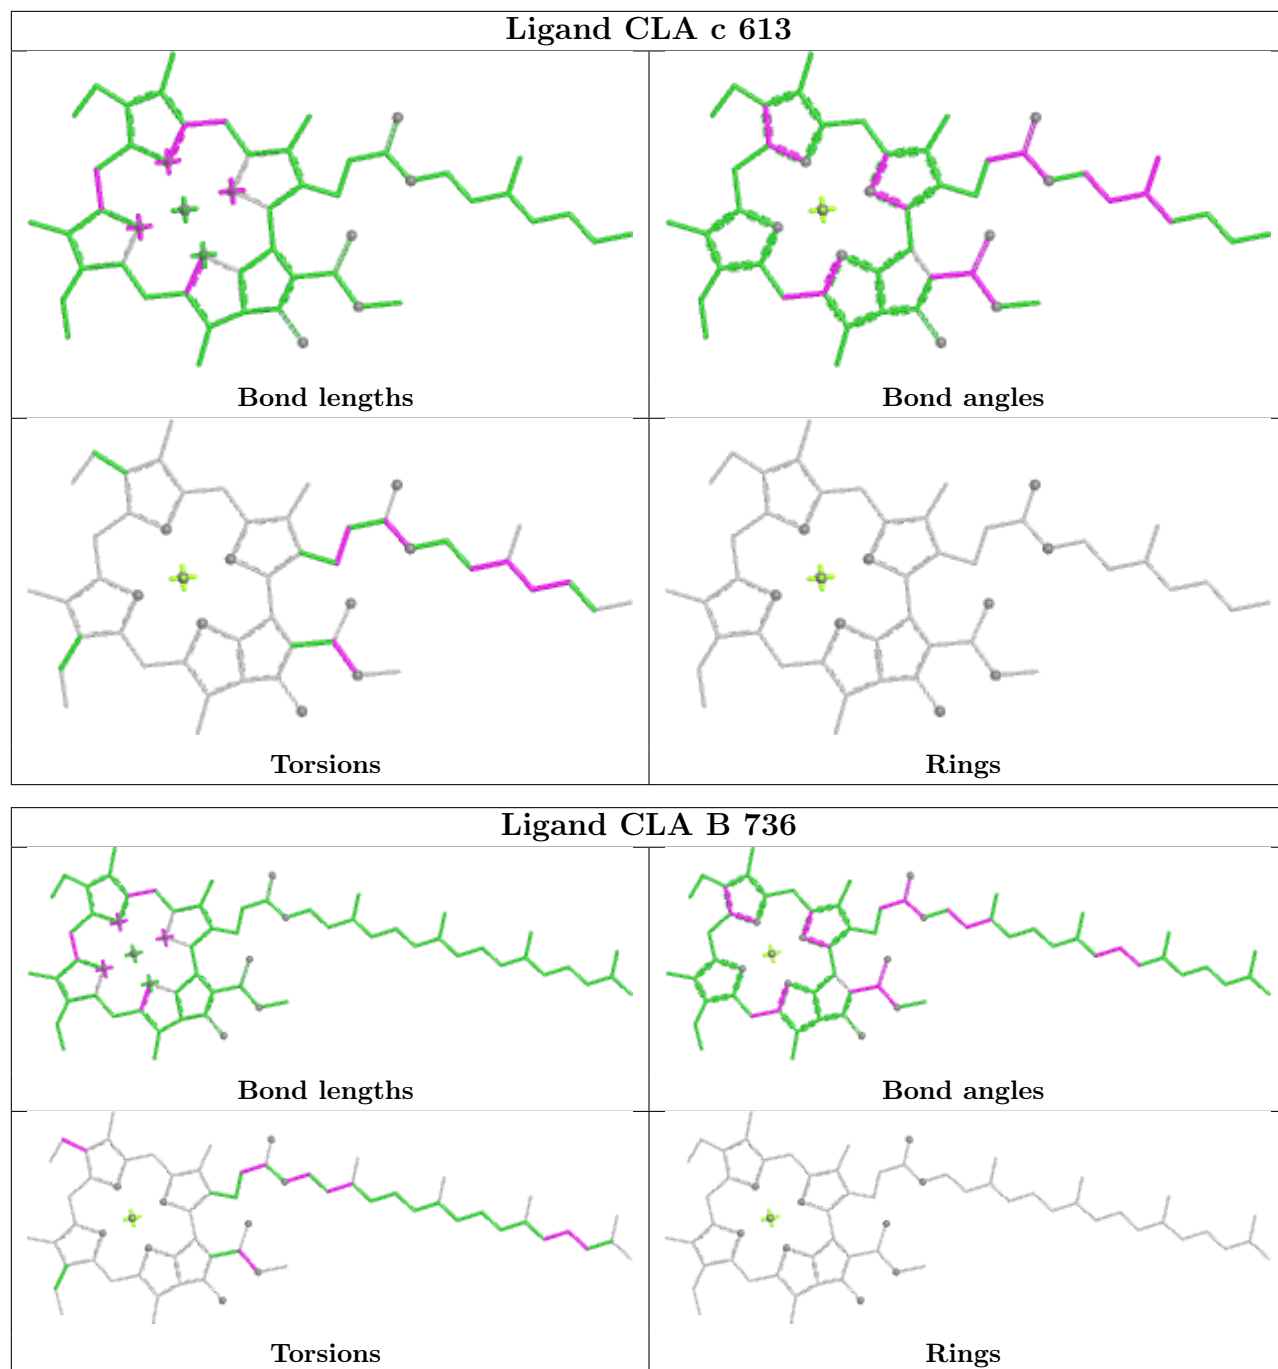 Ligand CLA c 613
Bond lengths
Bond angles
Torsions
Rings
Ligand CLA B 736
Bond lengths
Bond angles
Torsions
Rings